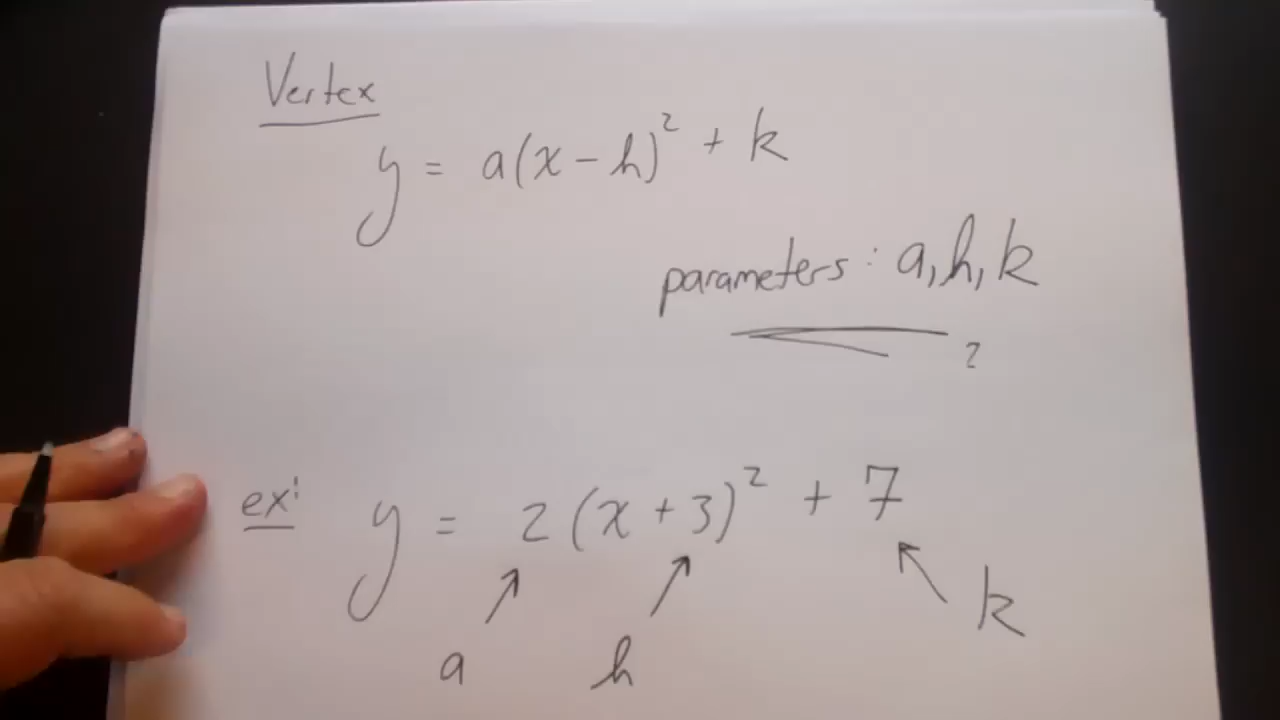 Vertex
y = a(x - h)² + k
parameters : a, h, k
?
ex: y = 2(x + 3)² + 7
a h k